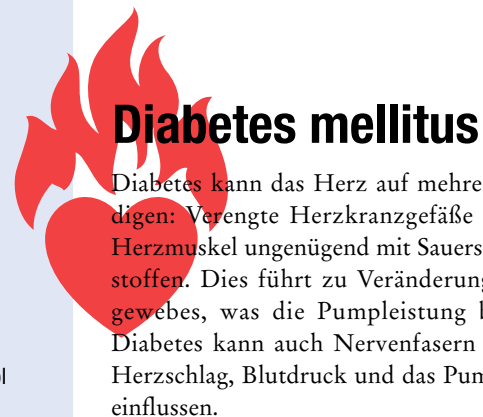 Diabetes mellitus
Diabetes kann das Herz auf mehre
digen: Verengte Herzkranzgefäße
Herzmuskel ungenügend mit Sauers
stoffen. Dies führt zu Veränderung
gewebes, was die Pumpleistung b
Diabetes kann auch Nervenfasern
Herzschlag, Blutdruck und das Pum
einflussen.